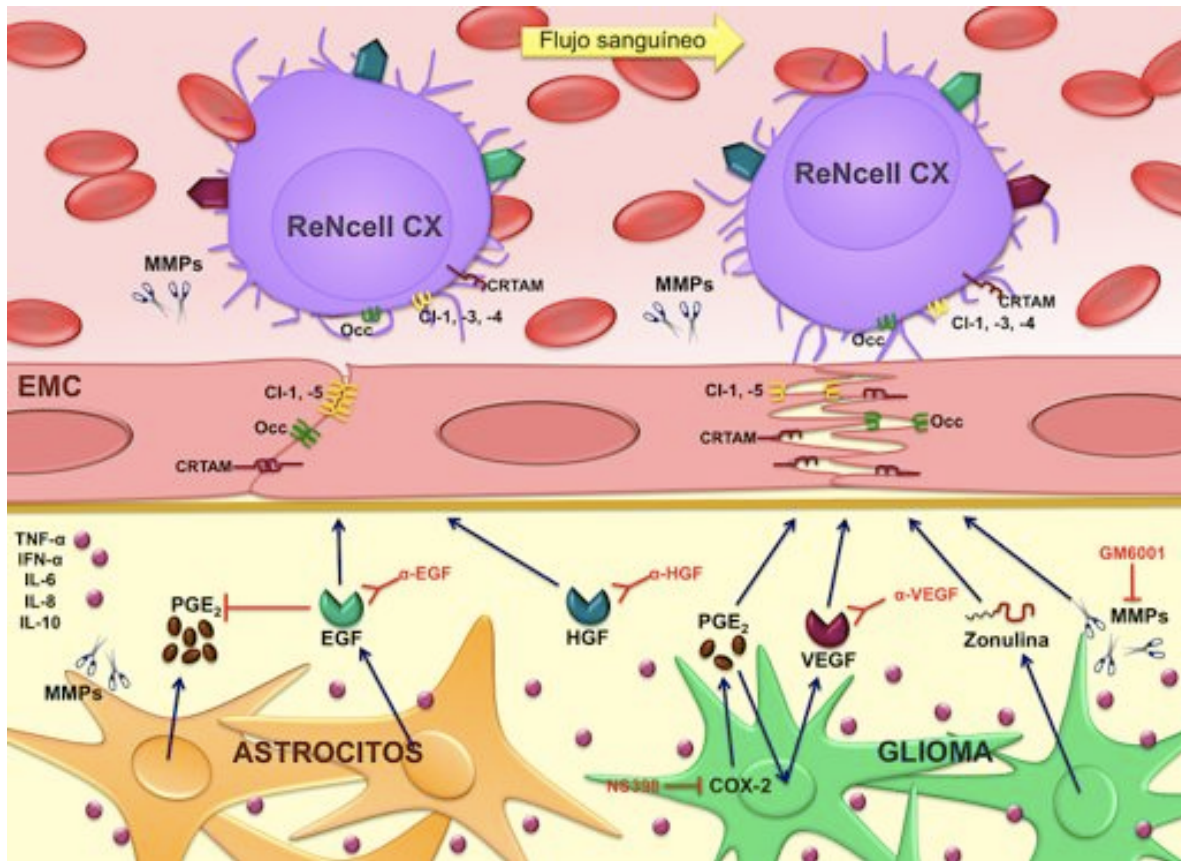 Flujo sanguíneo
ReNcell CX
ReNcell CX
MMPs
CRTAM
Occ
Cl-1, -3, -4
MMPs
CRTAM
Cl-1, -3, -4
Occ
EMC
Cl-1, -5
Occ
CRTAM
Cl-1, -5
Occ
CRTAM
TNF-α
IFN-α
IL-6
IL-8
IL-10
PGE₂
α-EGF
EGF
α-HGF
HGF
PGE₂
α-VEGF
VEGF
Zonulina
GM6001
MMPs
MMPs
ASTROCITOS
GLIOMA
NS398
COX-2